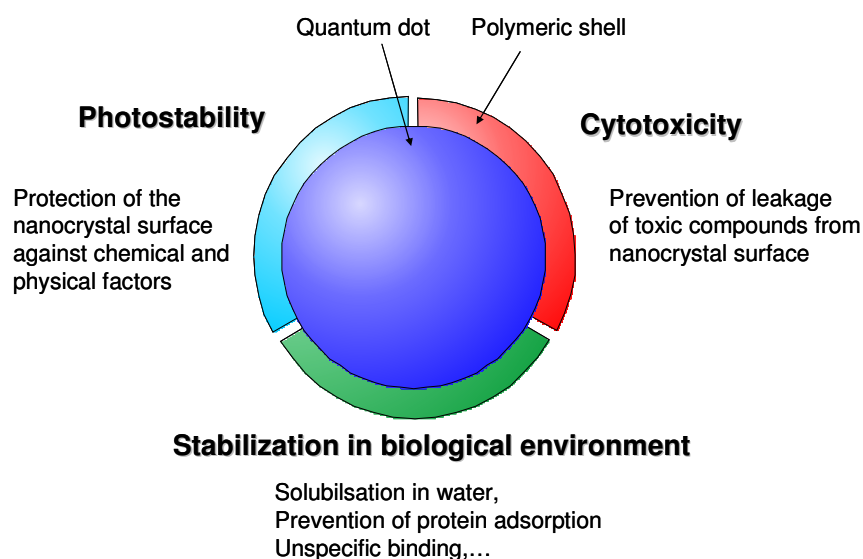 Quantum dot
Polymeric shell
Photostability
Cytotoxicity
Protection of the
nanocrystal surface
against chemical and
physical factors
Prevention of leakage
of toxic compounds from
nanocrystal surface
Stabilization in biological environment
Solubilsation in water,
Prevention of protein adsorption
Unspecific binding,...